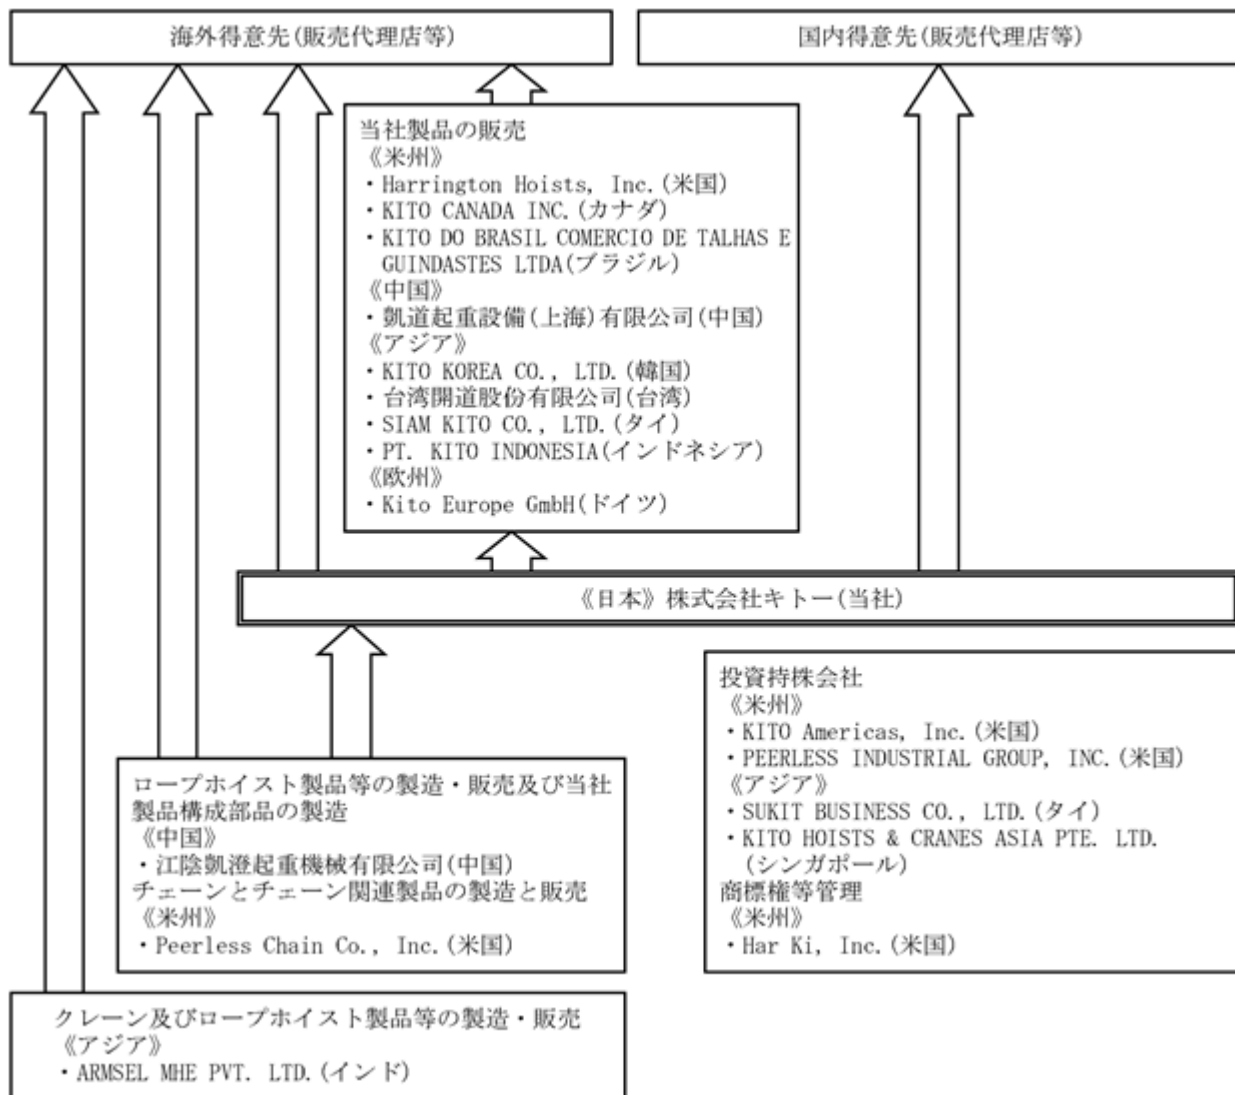 海外得意先(販売代理店等)
国内得意先(販売代理店等)
当社製品の販売
《米州》
・Harrington Hoists, Inc.(米国)
・KITO CANADA INC.(カナダ)
・KITO DO BRASIL COMERCIO DE TALHAS E
GUINDASTES LTDA(ブラジル)
《中国》
・凱道起重設備(上海)有限公司(中国)
《アジア》
・KITO KOREA CO., LTD.(韓国)
・台湾開道股份有限公司(台湾)
・SIAM KITO CO., LTD.(タイ)
・PT. KITO INDONESIA(インドネシア)
《欧州》
・Kito Europe GmbH(ドイツ)
《日本》株式会社キトー(当社)
ロープホイスト製品等の製造・販売及び当社
製品構成部品の製造
《中国》
・江陰凱澄起重機械有限公司(中国)
チェーンとチェーン関連製品の製造と販売
《米州》
・Peerless Chain Co., Inc.(米国)
投資持株会社
《米州》
・KITO Americas, Inc.(米国)
・PEERLESS INDUSTRIAL GROUP, INC.(米国)
《アジア》
・SUKIT BUSINESS CO., LTD.(タイ)
・KITO HOISTS & CRANES ASIA PTE. LTD.
(シンガポール)
商標権等管理
《米州》
・Har Ki, Inc.(米国)
クレーン及びロープホイスト製品等の製造・販売
《アジア》
・ARMSEL MHE PVT. LTD.(インド)